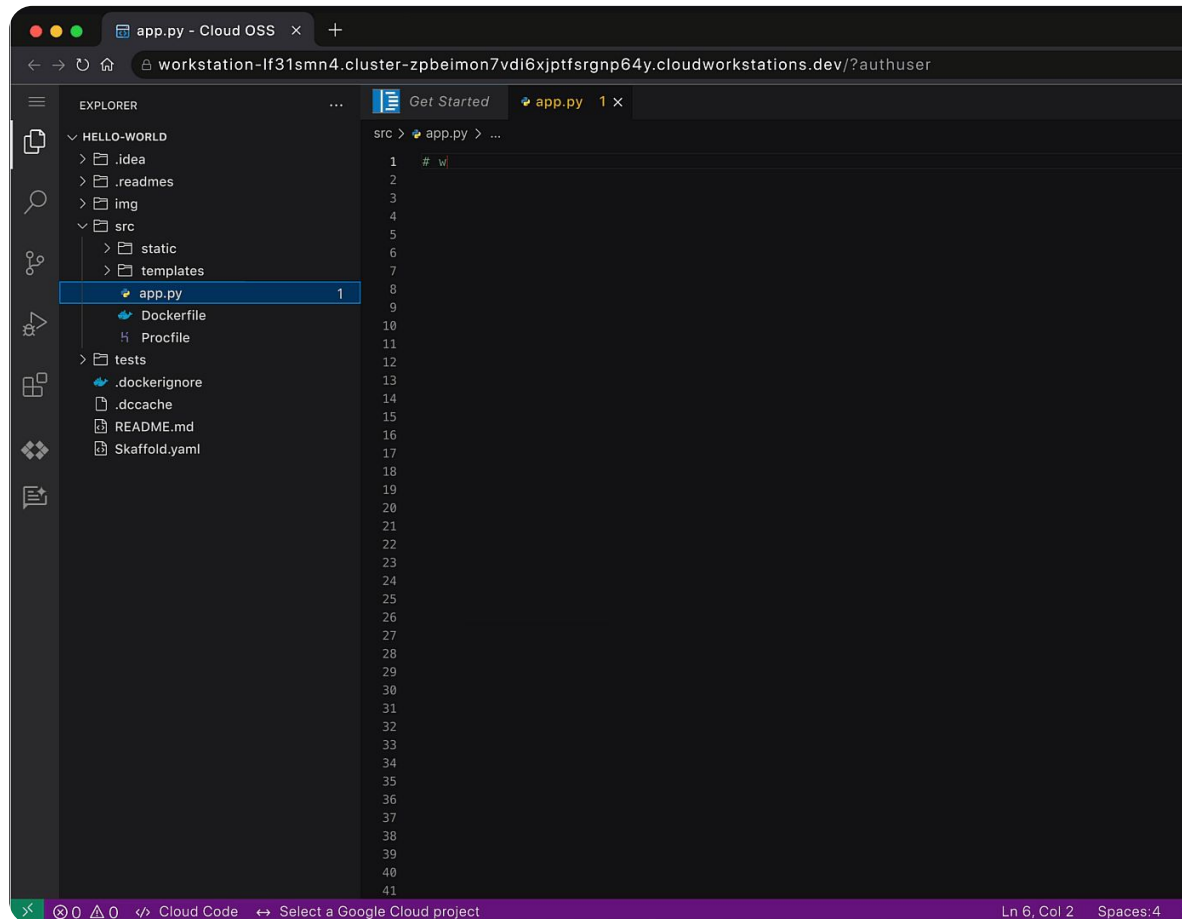 app.py - Cloud OSS
workstation-lf31smn4.cluster-zpbeimon7vdi6xjptfsrgnp64y.cloudworkstations.dev/?authuser
EXPLORER ...
HELLO-WORLD
.idea
.readmes
img
src
static
templates
app.py 1
Dockerfile
Procfile
tests
.dockerignore
.dccache
README.md
Skaffold.yaml
Get Started
app.py 1
src > app.py > ...
1 # w
2
3
4
5
6
7
8
9
10
11
12
13
14
15
16
17
18
19
20
21
22
23
24
25
26
27
28
29
30
31
32
33
34
35
36
37
38
39
40
41
0 0 Cloud Code Select a Google Cloud project Ln 6, Col 2 Spaces:4